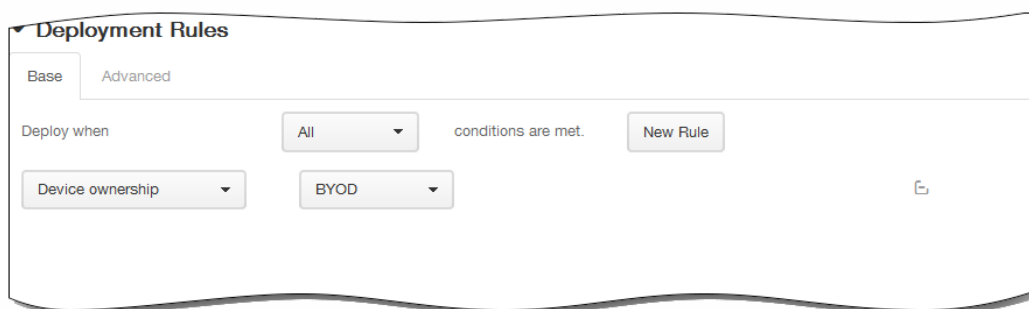 Deployment Rules
Base Advanced
Deploy when All conditions are met. New Rule
Device ownership BYOD